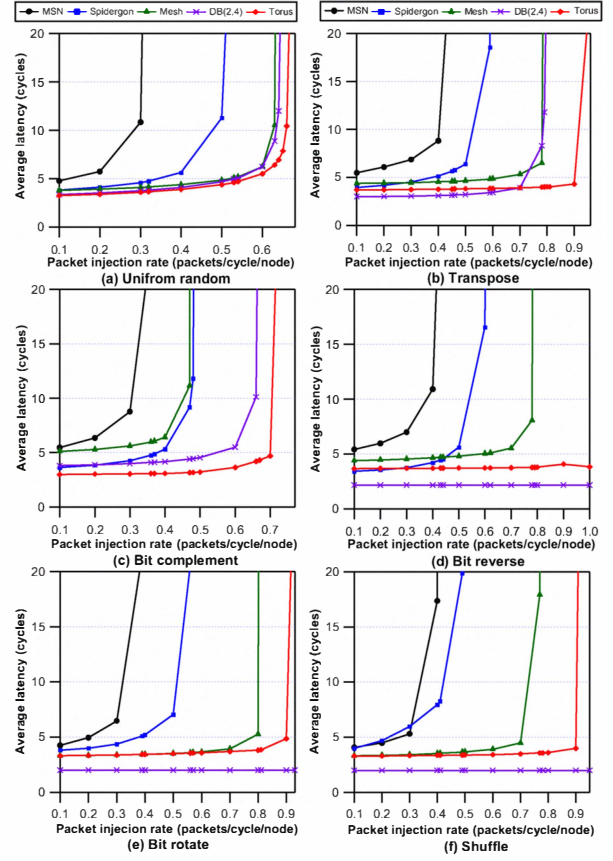 MSN Spidergon Mesh DB(2.4) Torus
MSN Spidergon Mesh DB(2.4) Torus
Average latency (cycles)
20
15
10
5
0
0.1 0.2 0.3 0.4 0.5 0.6
Packet injection rate (packets/cycle/node)
(a) Unifrom random
Average latency (cycles)
20
15
10
5
0
0.1 0.2 0.3 0.4 0.5 0.6 0.7 0.8 0.9
Packet injection rate (packets/cycle/node)
(b) Transpose
Average latency (cycles)
20
15
10
5
0
0.1 0.2 0.3 0.4 0.5 0.6 0.7
Packet injection rate (packets/cycle/node)
(c) Bit complement
Average latency (cycles)
20
15
10
5
0
0.1 0.2 0.3 0.4 0.5 0.6 0.7 0.8 0.9 1.0
Packet injection rate (packets/cycle/node)
(d) Bit reverse
Average latency (cycles)
20
15
10
5
0
0.1 0.2 0.3 0.4 0.5 0.6 0.7 0.8 0.9
Packet injecion rate (packets/cycle/node)
(e) Bit rotate
Average latency (cycles)
20
15
10
5
0
0.1 0.2 0.3 0.4 0.5 0.6 0.7 0.8 0.9
Packet injection rate (packets/cycle/node)
(f) Shuffle